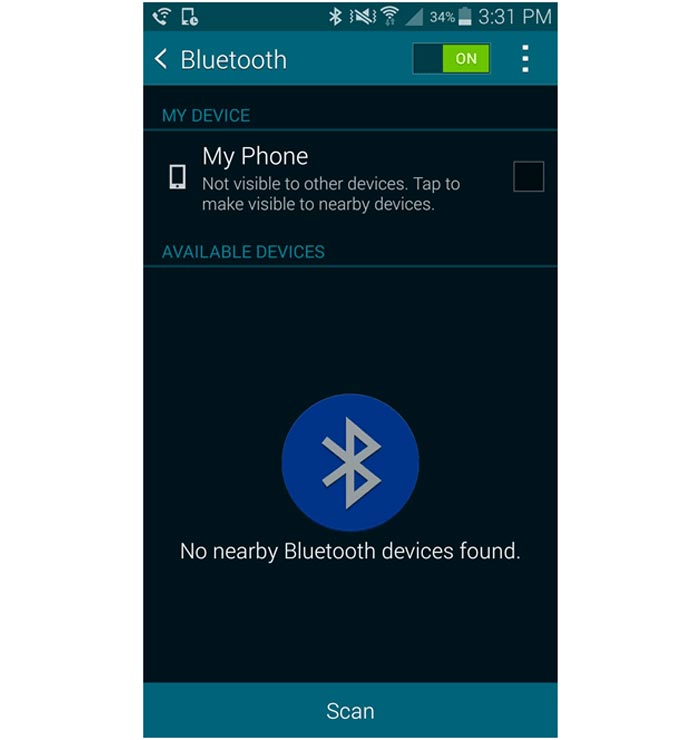 34% 3:31 PM
Bluetooth ON
MY DEVICE
My Phone
Not visible to other devices. Tap to
make visible to nearby devices.
AVAILABLE DEVICES
No nearby Bluetooth devices found.
Scan